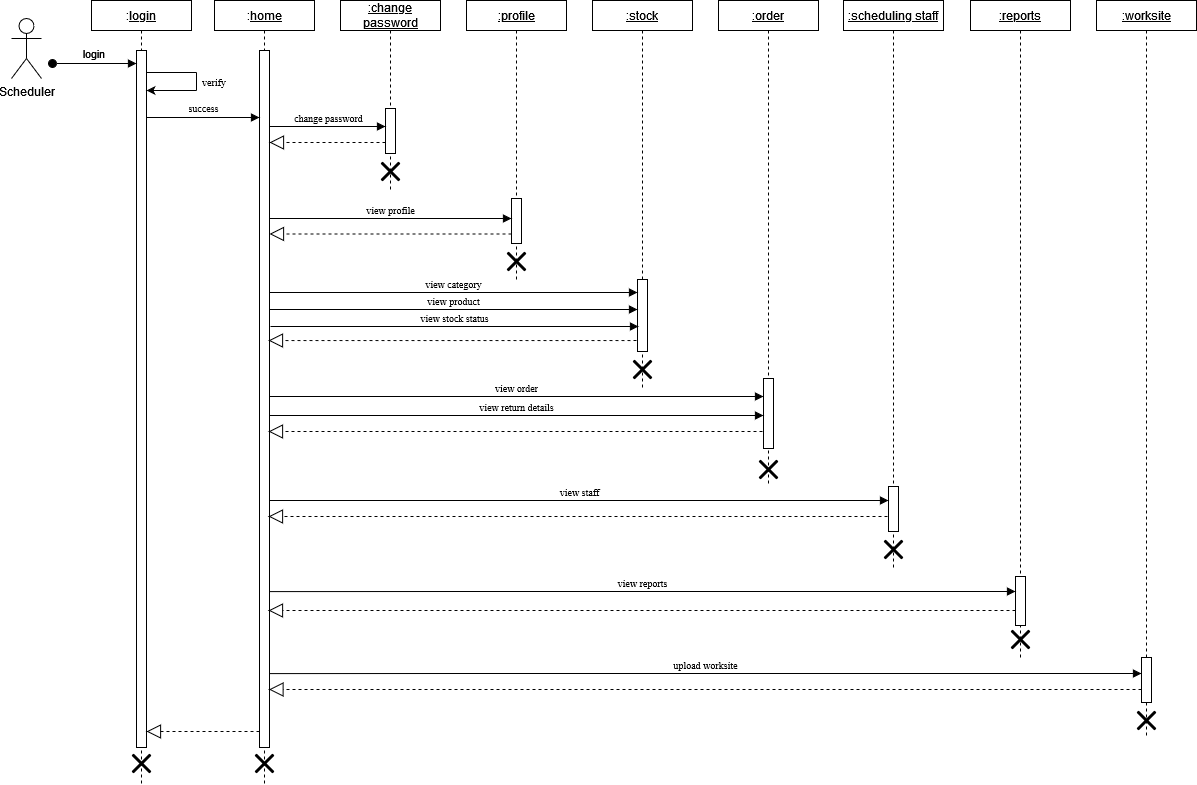 :login
:home
:change
password
:profile
:stock
:order
:scheduling staff
:reports
:worksite
login
Scheduler
verify
success
change password
view profile
view category
view product
view stock status
view order
view return details
view staff
view reports
upload worksite